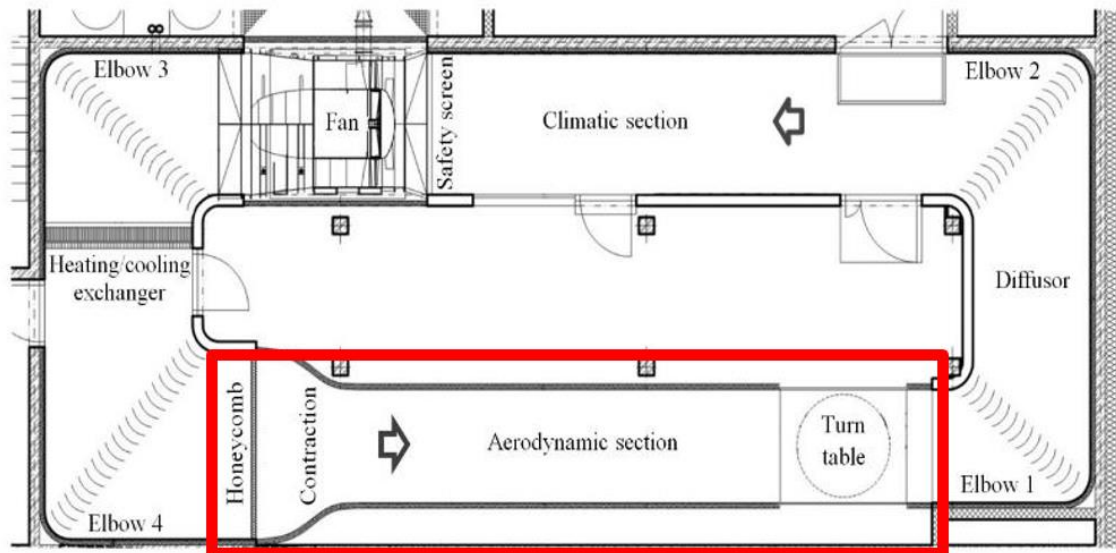 Elbow 3
Fan
Safety screen
Climatic section
Elbow 2
Heating/cooling
exchanger
Diffusor
Honeycomb
Contraction
Aerodynamic section
Turn
table
Elbow 4
Elbow 1